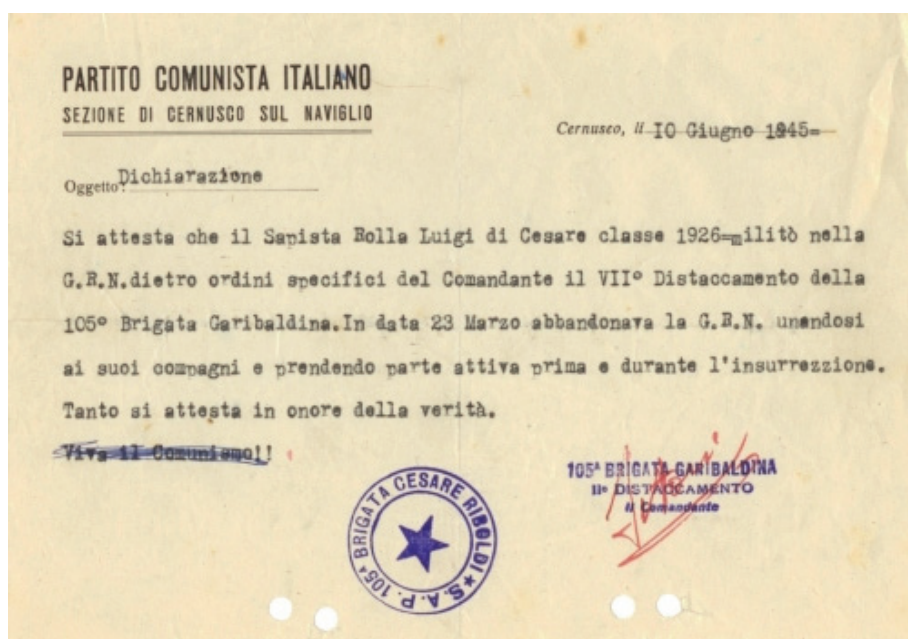 PARTITO COMUNISTA ITALIANO
SEZIONE DI CERNUSCO SUL NAVIGLIO
Cernusco, li 10 Giugno 1945=
Oggetto: Dichiarazione
Si attesta che il Sapista Rolla Luigi di Cesare classe 1926=militò nella
G.R.N.dietro ordini specifici del Comandante il VII° Distaccamento della
105° Brigata Garibaldina.In data 23 Marzo abbandonava la G.R.N. unendosi
ai suoi compagni e prendendo parte attiva prima e durante l'insurrezzione.
Tanto si attesta in onore della verità.
Viva il Comunismo!!
105ª BRIGATA GARIBALDINA
IIº DISTACCAMENTO
Il Comandante
S.A.P. 105ª BRIGATA CESARE RIBOLDI